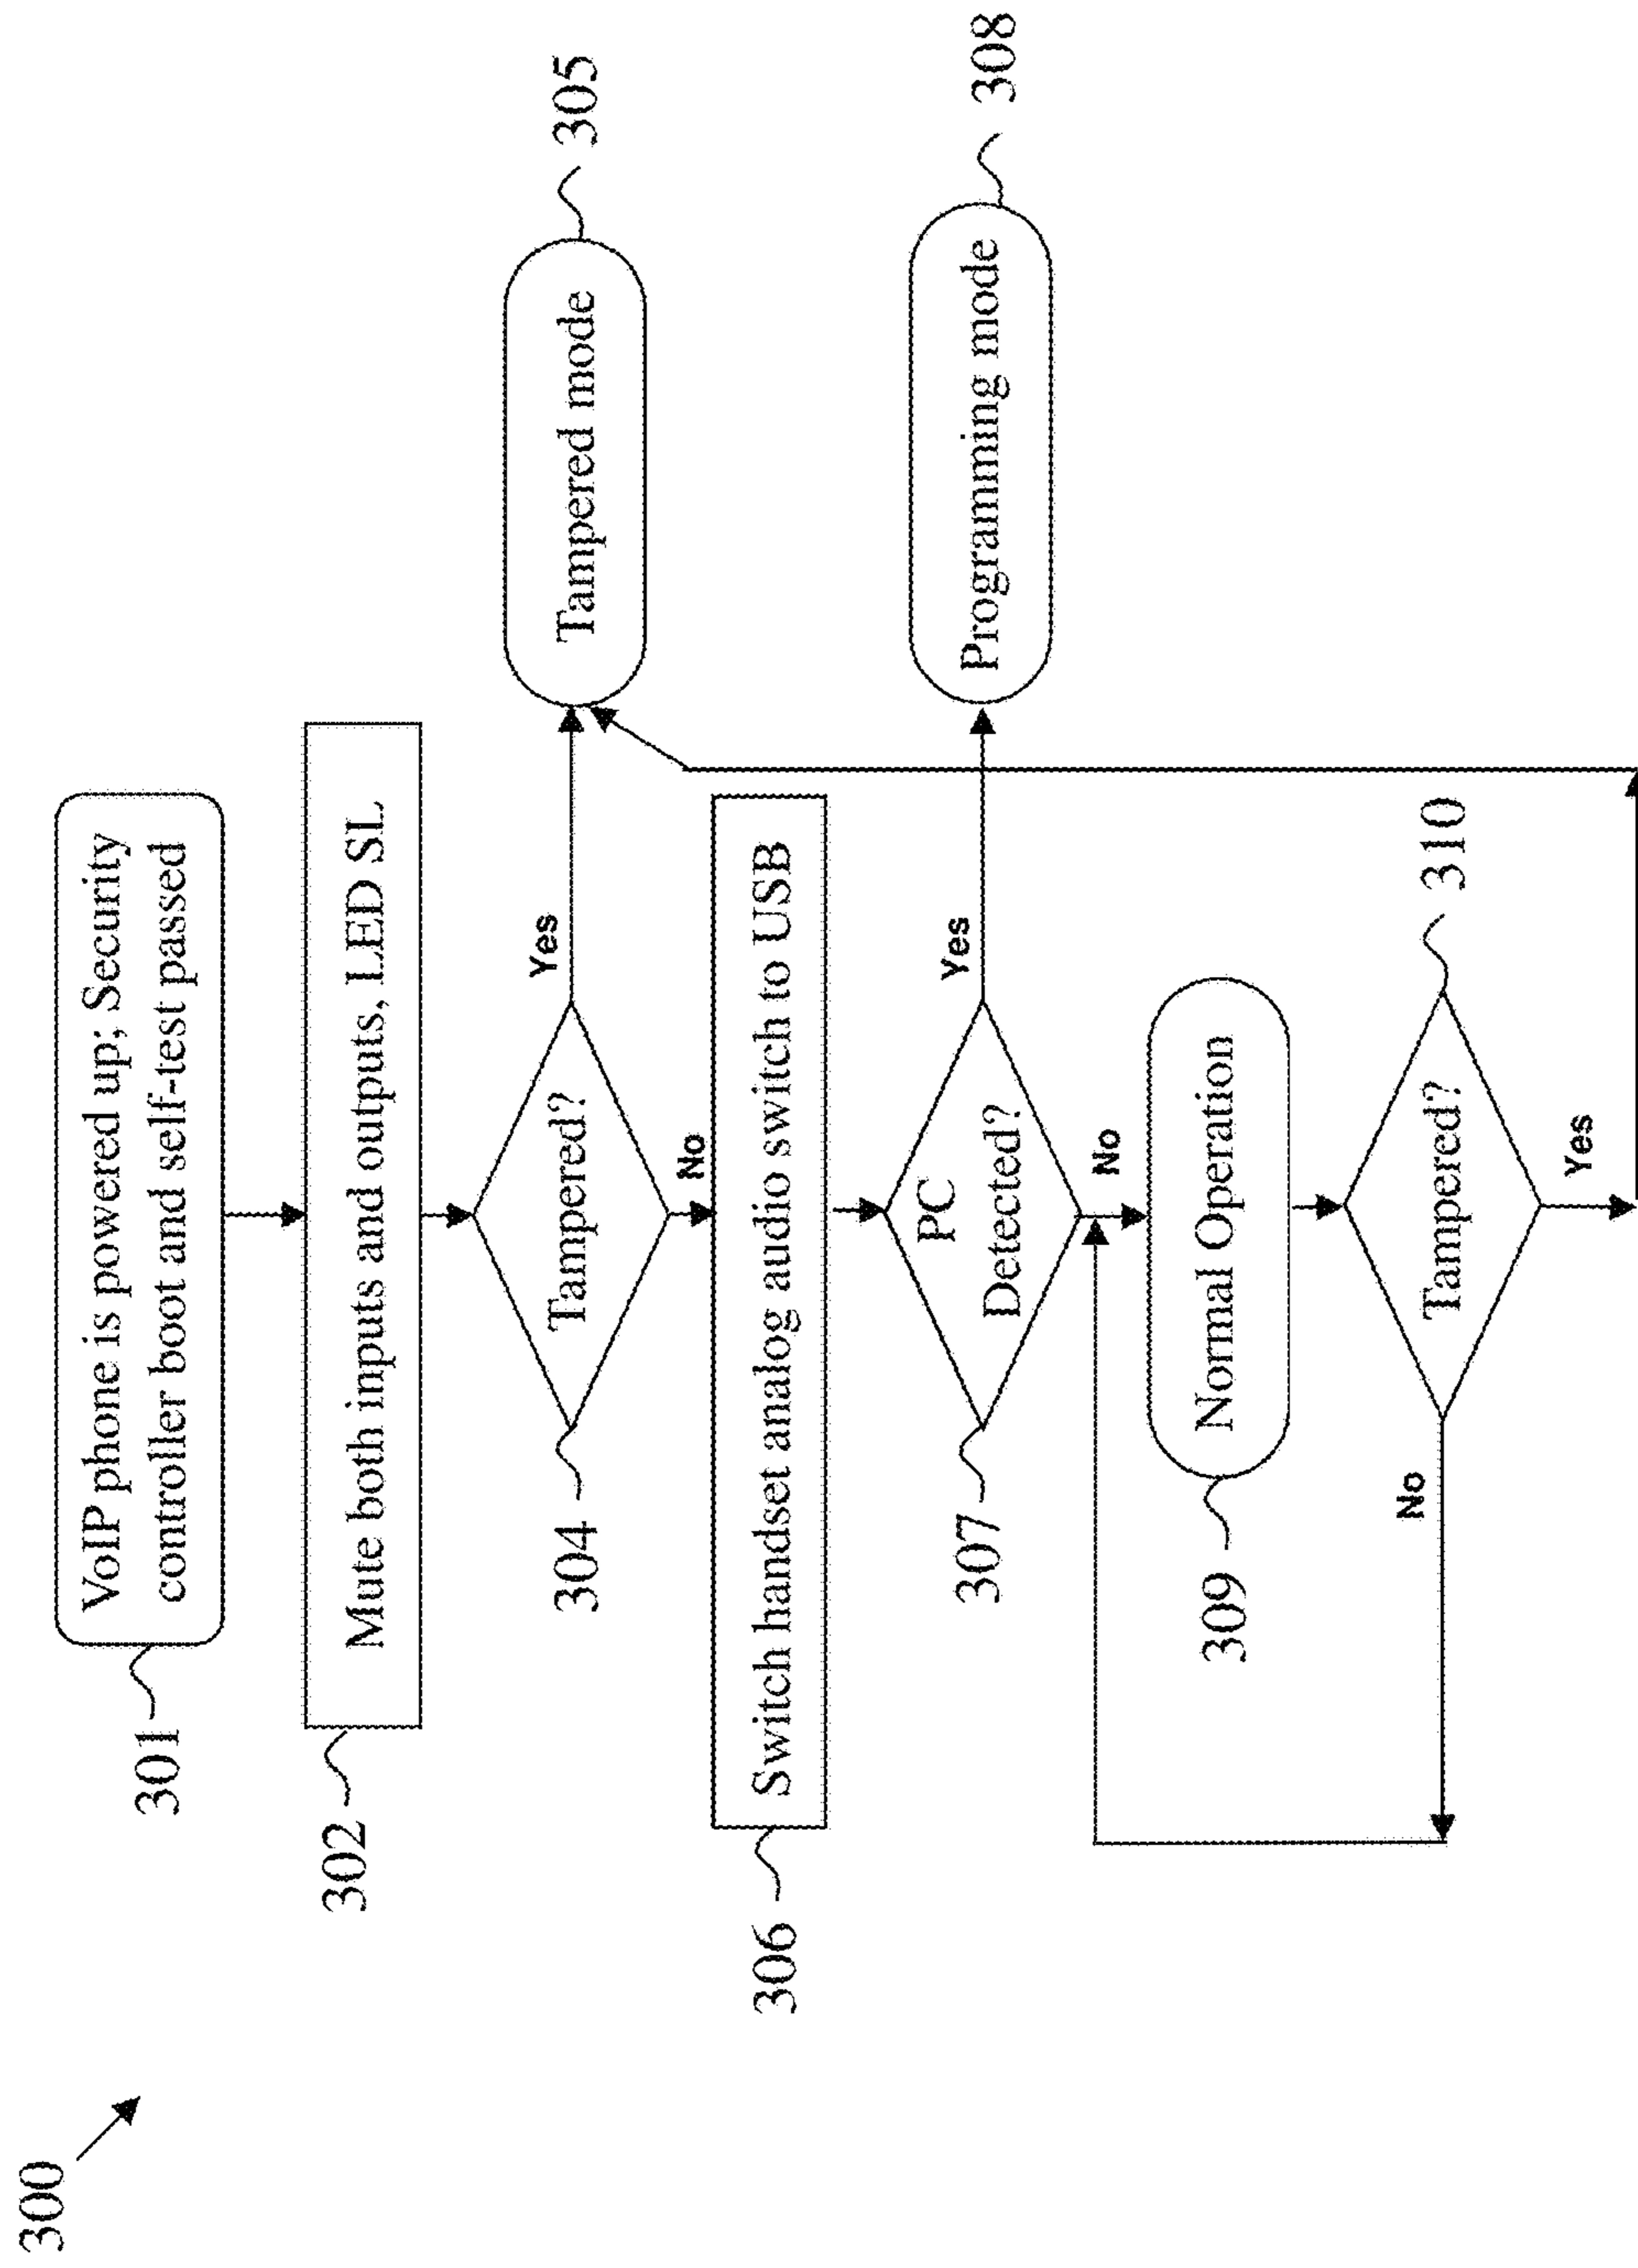 300
301
VoIP phone is powered up; Security
controller boot and self-test passed
302
Mute both inputs and outputs, LED SL
304
Tampered?
Yes
Tampered mode
305
No
306
Switch handset analog audio switch to USB
307
PC
Detected?
Yes
Programming mode
308
No
309
Normal Operation
Tampered?
310
No
Yes